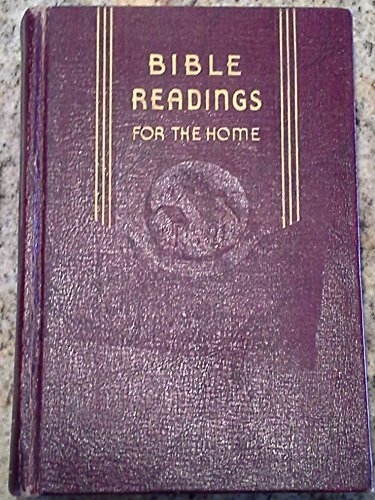 BIBLE
READINGS
FOR THE HOME